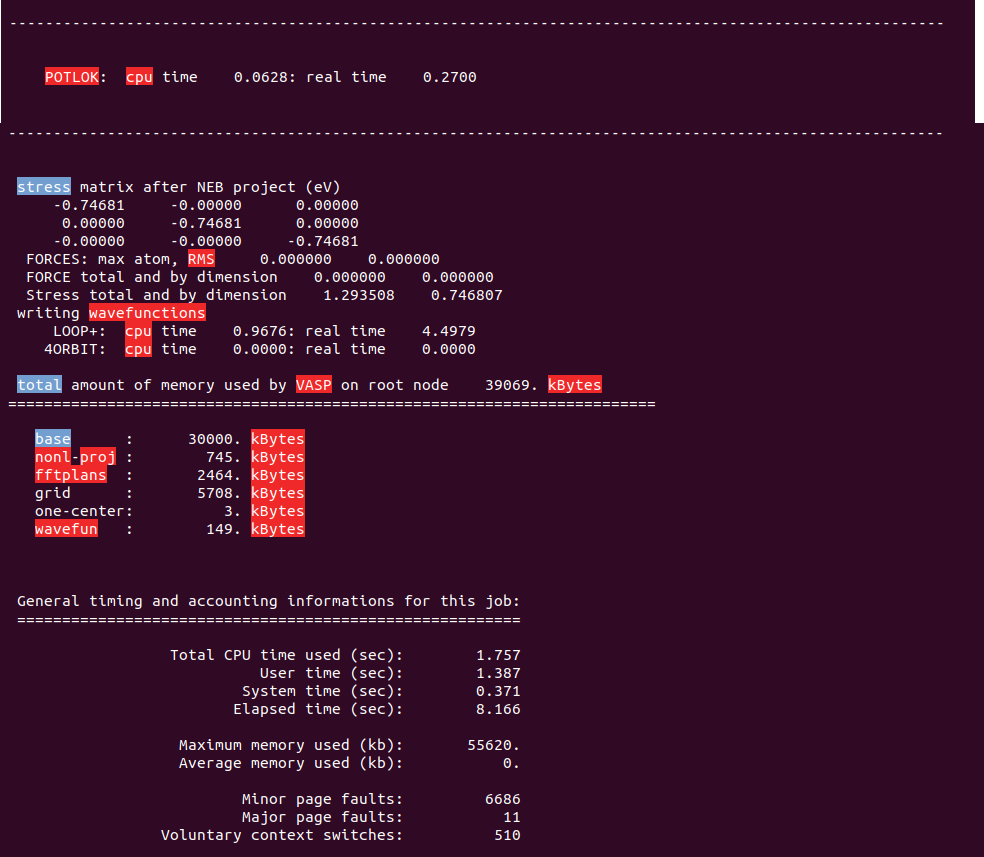 --------------------------------------------------------------------------------------------------------
POTLOK:  cpu time    0.0628: real time    0.2700
--------------------------------------------------------------------------------------------------------
stress matrix after NEB project (eV)
-0.74681     -0.00000      0.00000
0.00000     -0.74681      0.00000
-0.00000     -0.00000     -0.74681
FORCES: max atom, RMS     0.000000    0.000000
FORCE total and by dimension    0.000000    0.000000
Stress total and by dimension    1.293508    0.746807
writing wavefunctions
LOOP+:  cpu time    0.9676: real time    4.4979
4ORBIT:  cpu time    0.0000: real time    0.0000
total amount of memory used by VASP on root node    39069. kBytes
========================================================================
base      :      30000. kBytes
nonl-proj :        745. kBytes
fftplans  :       2464. kBytes
grid      :       5708. kBytes
one-center:          3. kBytes
wavefun   :        149. kBytes
General timing and accounting informations for this job:
========================================================
Total CPU time used (sec):        1.757
User time (sec):        1.387
System time (sec):        0.371
Elapsed time (sec):        8.166
Maximum memory used (kb):       55620.
Average memory used (kb):           0.
Minor page faults:         6686
Major page faults:           11
Voluntary context switches:          510